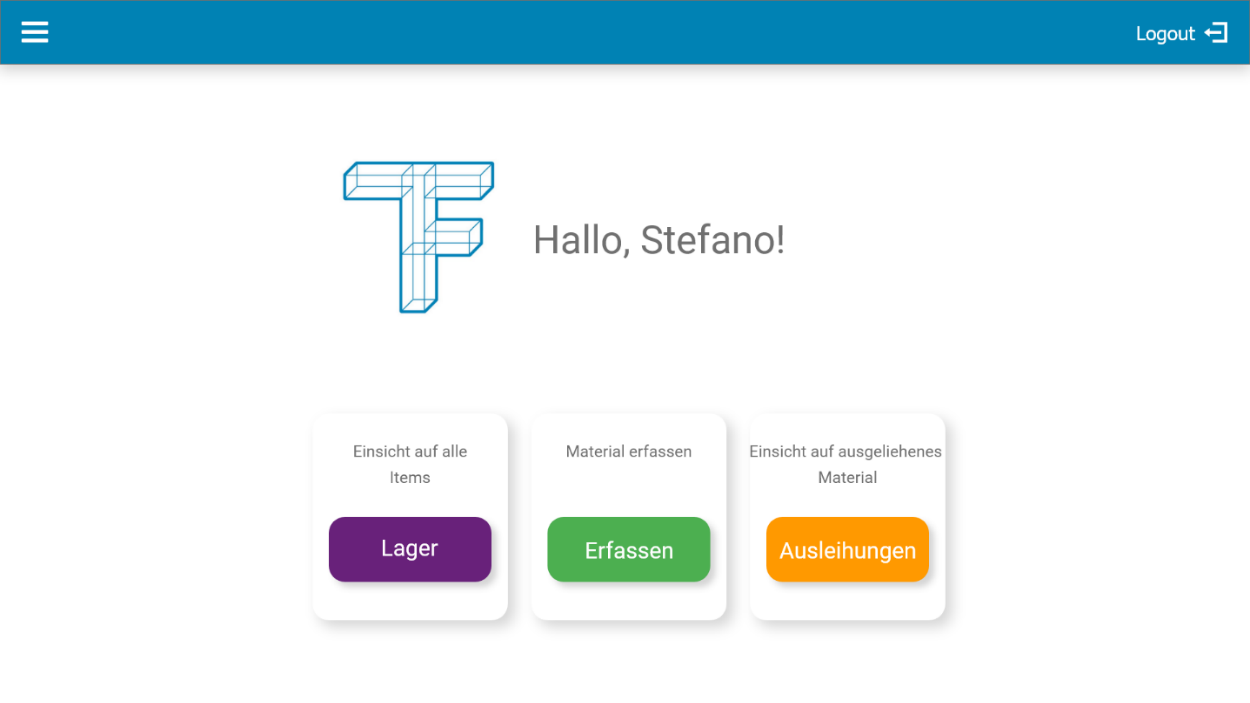 Logout
Hallo, Stefano!
Einsicht auf alle
Items
Lager
Material erfassen
Erfassen
Einsicht auf ausgeliehenes
Material
Ausleihungen